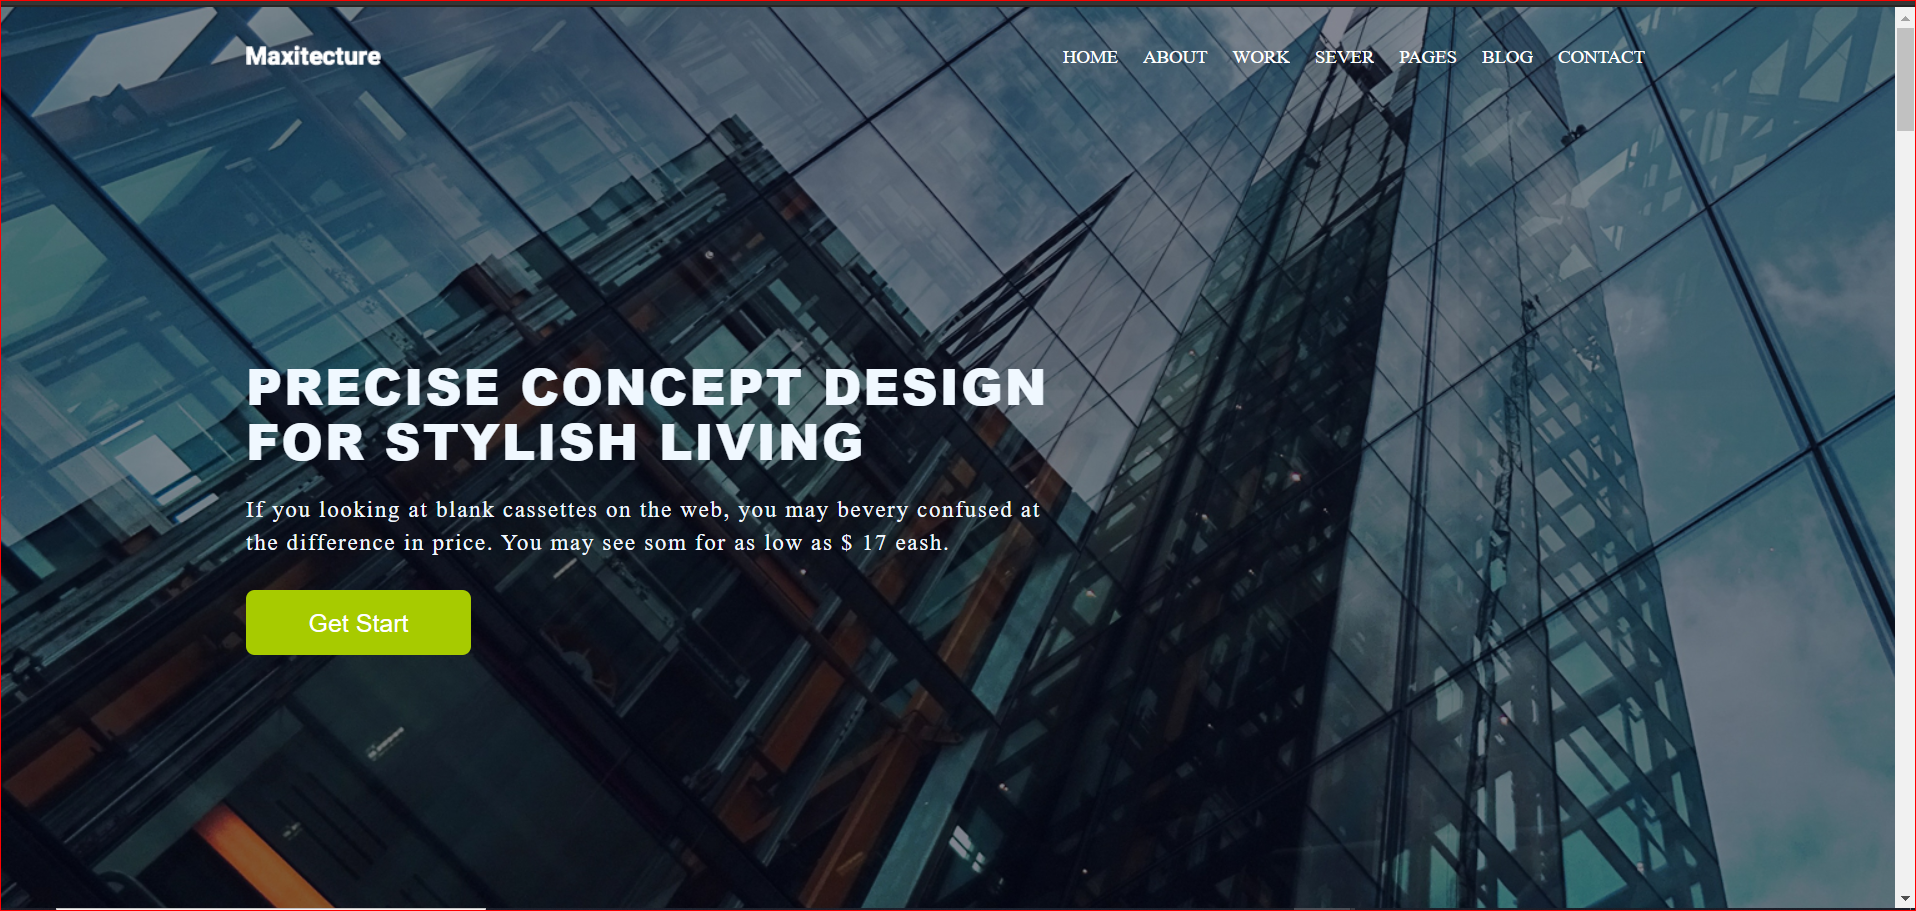 Maxitecture
HOME ABOUT WORK SEVER PAGES BLOG CONTACT
PRECISE CONCEPT DESIGN
FOR STYLISH LIVING
If you looking at blank cassettes on the web, you may bevery confused at
the difference in price. You may see som for as low as $ 17 eash.
Get Start